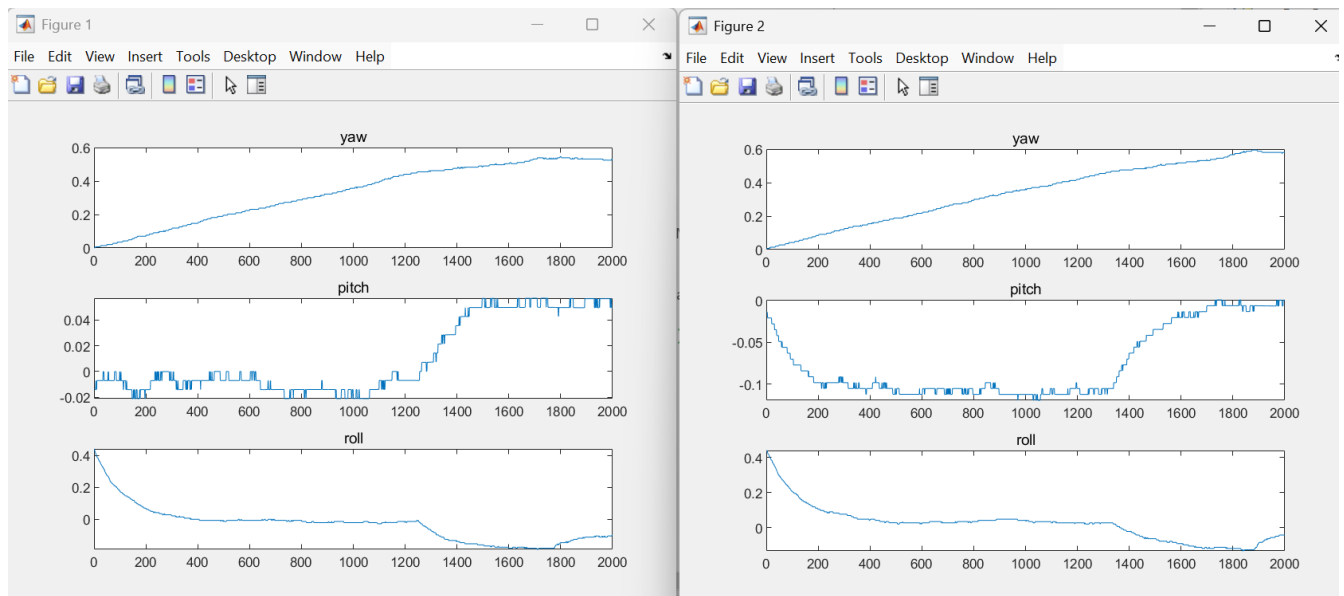 Figure 1
File Edit View Insert Tools Desktop Window Help
yaw
0.6
0.4
0.2
0
0 200 400 600 800 1000 1200 1400 1600 1800 2000
pitch
0.04
0.02
0
-0.02
0 200 400 600 800 1000 1200 1400 1600 1800 2000
roll
0.4
0.2
0
0 200 400 600 800 1000 1200 1400 1600 1800 2000
Figure 2
File Edit View Insert Tools Desktop Window Help
yaw
0.6
0.4
0.2
0
0 200 400 600 800 1000 1200 1400 1600 1800 2000
pitch
0
-0.05
-0.1
0 200 400 600 800 1000 1200 1400 1600 1800 2000
roll
0.4
0.2
0
0 200 400 600 800 1000 1200 1400 1600 1800 2000